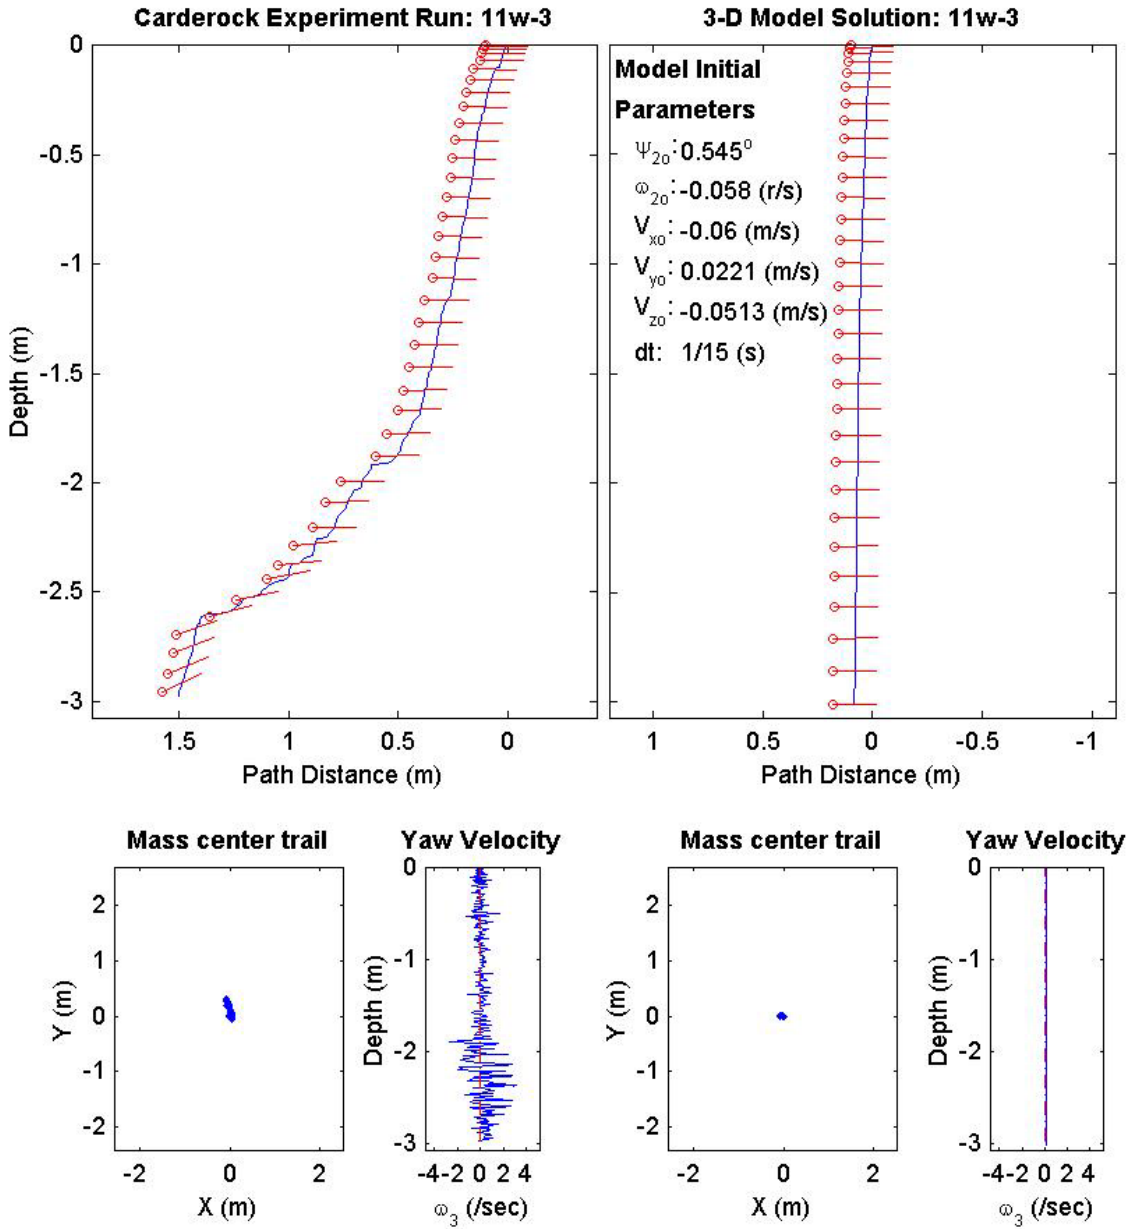 Carderock Experiment Run: 11w-3
0
-0.5
-1
-1.5
-2
-2.5
-3
Depth (m)
1.5 1 0.5 0
Path Distance (m)
3-D Model Solution: 11w-3
Model Initial
Parameters
Ψ2o: 0.545o
ω2o: -0.058 (r/s)
Vxo: -0.06 (m/s)
Vyo: 0.0221 (m/s)
Vzo: -0.0513 (m/s)
dt: 1/15 (s)
1 0.5 0 -0.5 -1
Path Distance (m)
Mass center trail
2
1
0
-1
-2
Y (m)
-2 0 2
X (m)
Yaw Velocity
0
-1
-2
-3
Depth (m)
-4 -2 0 2 4
ω3 (/sec)
Mass center trail
2
1
0
-1
-2
Y (m)
-2 0 2
X (m)
Yaw Velocity
0
-1
-2
-3
Depth (m)
-4 -2 0 2 4
ω3 (/sec)